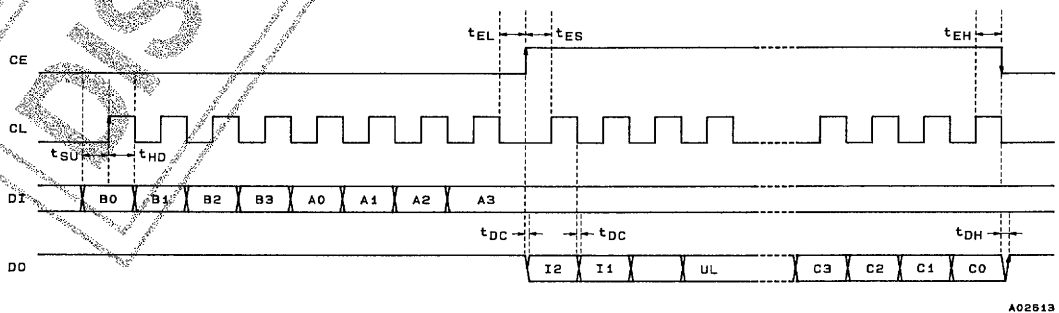 tEL tES tEH
CE
CL
tSU tHD
DI B0 B1 B2 B3 A0 A1 A2 A3
tDC tDC tDH
DO I2 I1 UL C3 C2 C1 C0
A02513
DIS